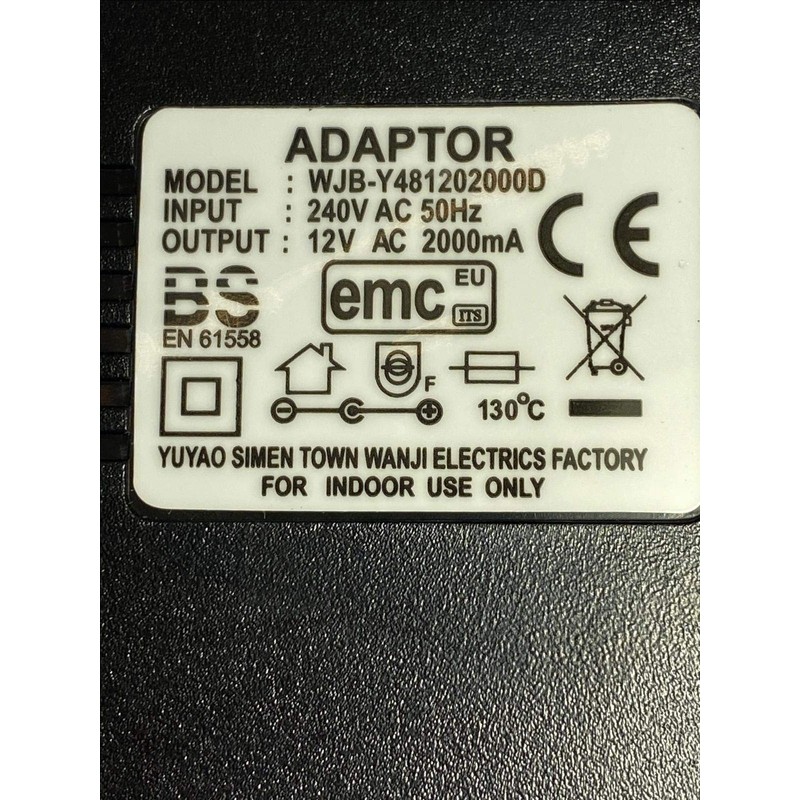 ADAPTOR
MODEL : WJB-Y481202000D
INPUT : 240V AC 50Hz
OUTPUT : 12V AC 2000mA
CE
BS
EN 61558
emc EU
ITS
F
130°C
YUYAO SIMEN TOWN WANJI ELECTRICS FACTORY
FOR INDOOR USE ONLY